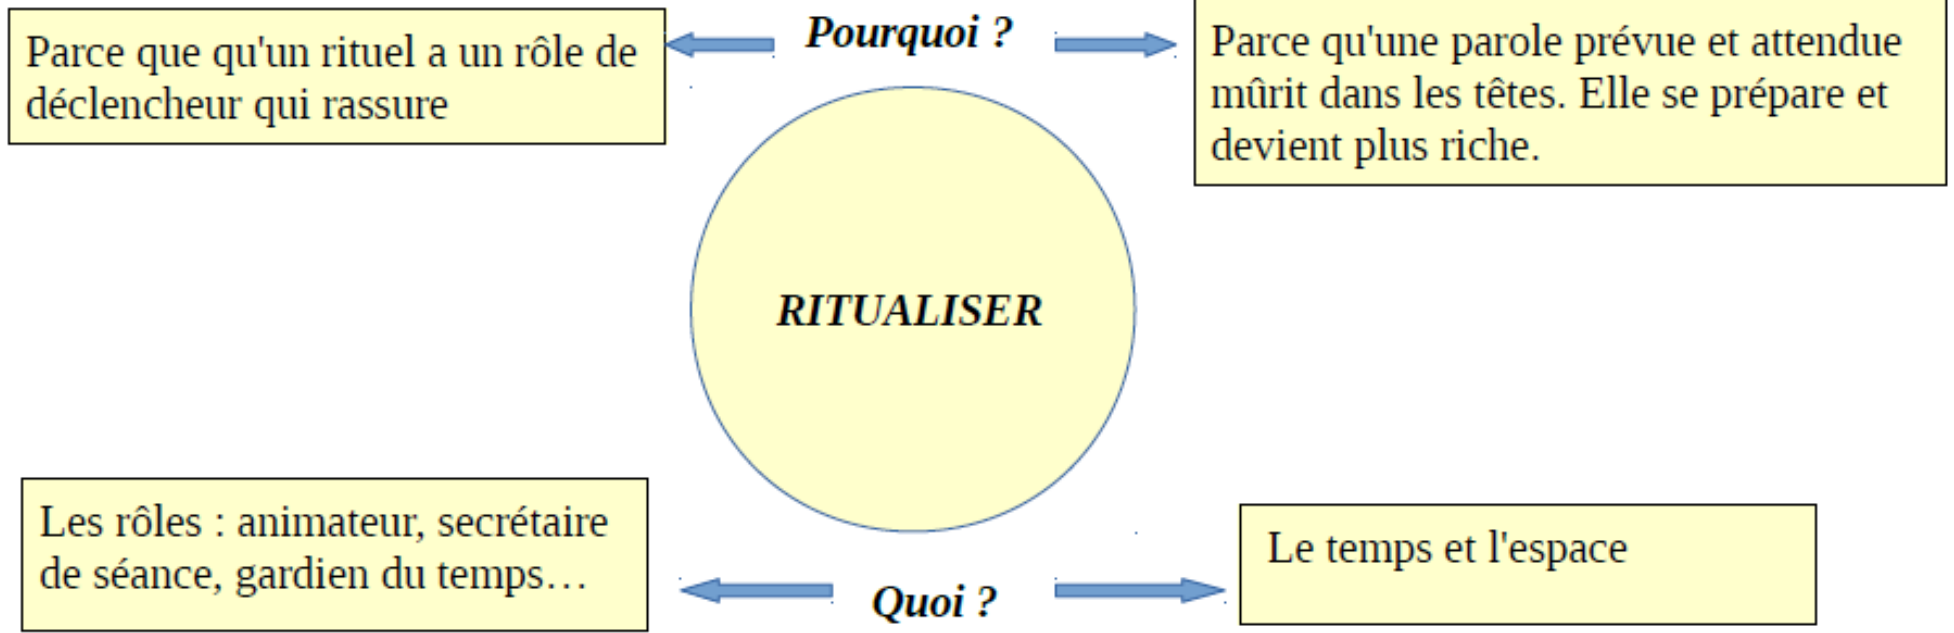 Parce que qu'un rituel a un rôle de
déclencheur qui rassure
Pourquoi ?
Parce qu'une parole prévue et attendue
mûrit dans les têtes. Elle se prépare et
devient plus riche.
RITUALISER
Les rôles : animateur, secrétaire
de séance, gardien du temps…
Quoi ?
Le temps et l'espace